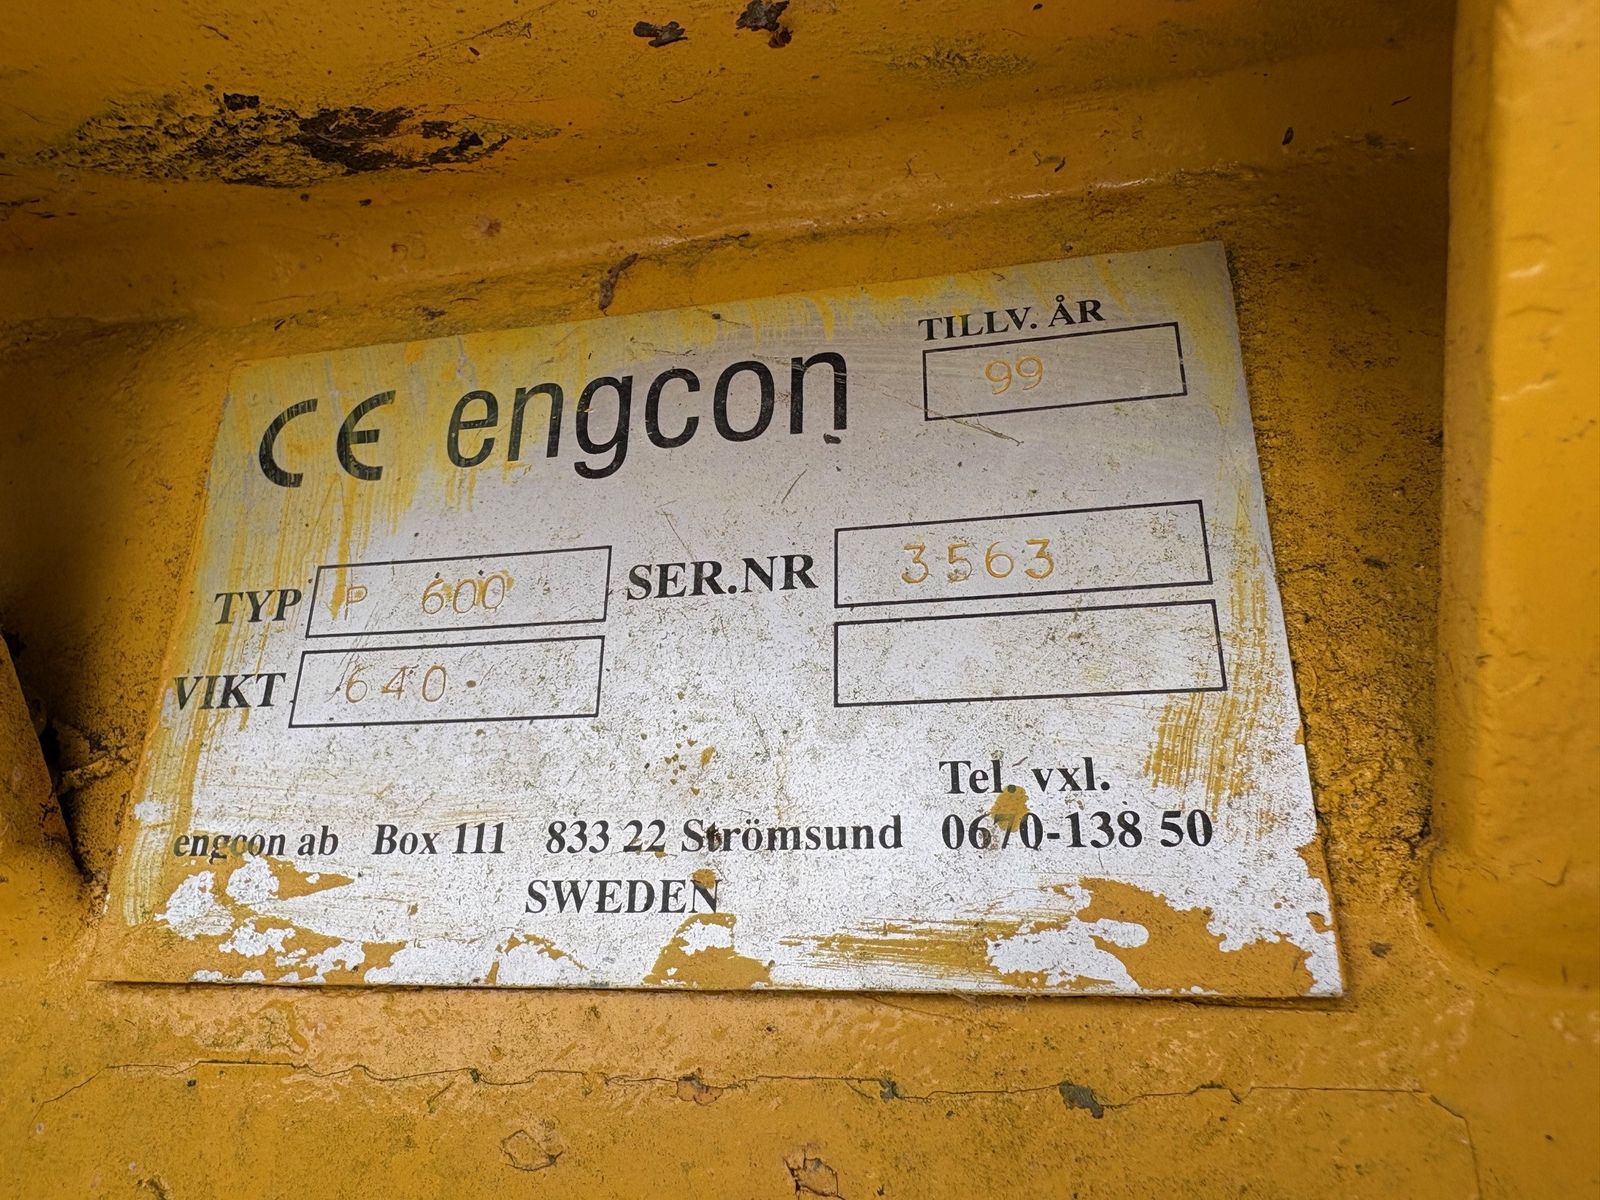 TILLV. ÅR
CE engcon 99
TYP P 600 SER.NR 3563
VIKT 640
Tel. vxl.
engcon ab Box 111 833 22 Strömsund 0670-138 50
SWEDEN